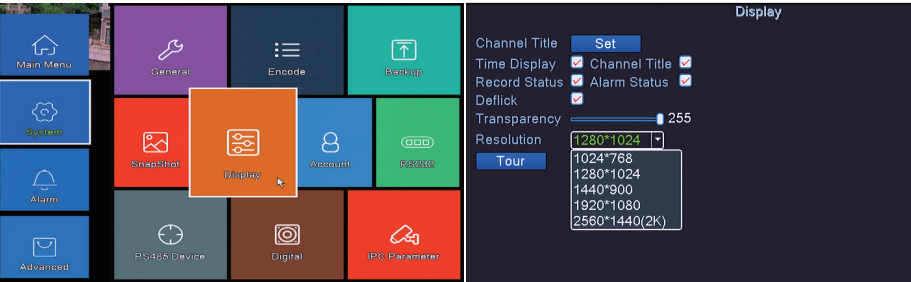 Main Menu
System
Alarm
Advanced
General
Encode
Backup
SnapShot
Display
Account
RS232
RS485 Device
Digital
IPC Parameter
Display
Channel Title Set
Time Display Channel Title
Record Status Alarm Status
Deflick
Transparency 255
Resolution 1280*1024
Tour
1024*768
1280*1024
1440*900
1920*1080
2560*1440(2K)